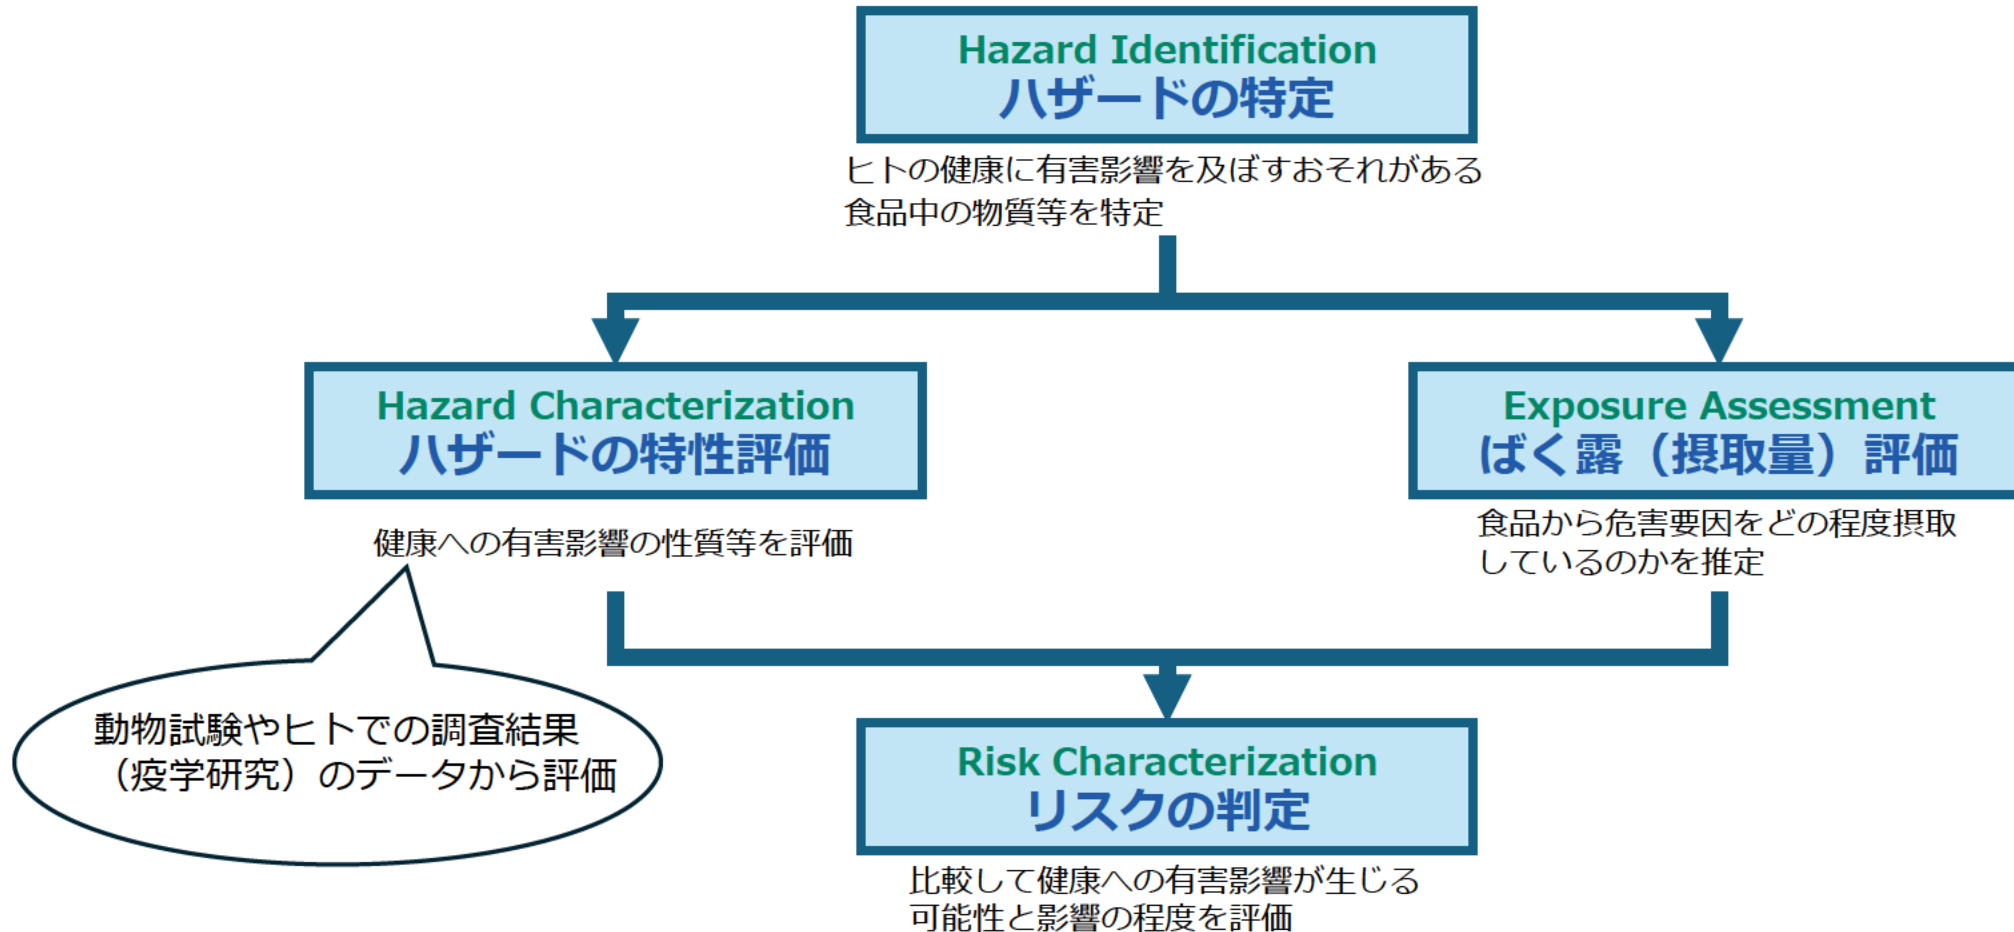 Hazard Identification
ハザードの特定
ヒトの健康に有害影響を及ぼすおそれがある
食品中の物質等を特定
Hazard Characterization
ハザードの特性評価
健康への有害影響の性質等を評価
動物試験やヒトでの調査結果
（疫学研究）のデータから評価
Exposure Assessment
ばく露（摂取量）評価
食品から危害要因をどの程度摂取
しているのかを推定
Risk Characterization
リスクの判定
比較して健康への有害影響が生じる
可能性と影響の程度を評価